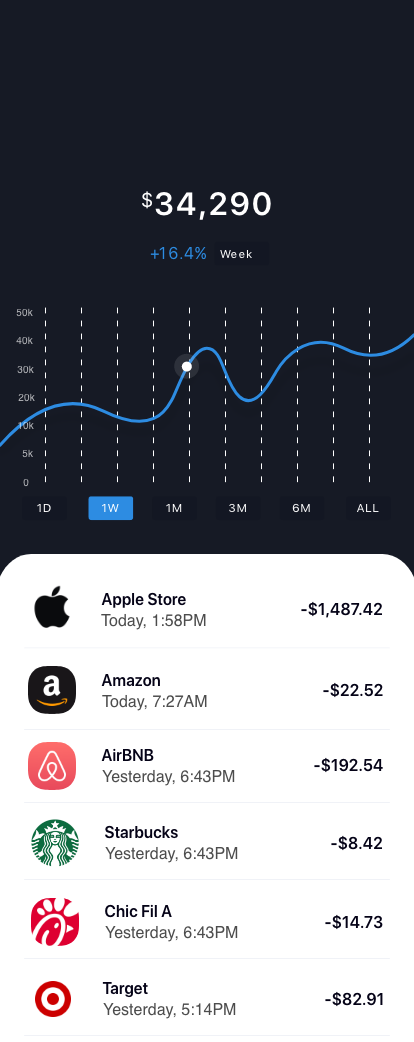 $34,290
+16.4% Week
50k
40k
30k
20k
10k
5k
0
1D 1W 1M 3M 6M ALL
Apple Store
Today, 1:58PM
-$1,487.42
a
Amazon
Today, 7:27AM
-$22.52
AirBNB
Yesterday, 6:43PM
-$192.54
Starbucks
Yesterday, 6:43PM
-$8.42
Chic Fil A
Yesterday, 6:43PM
-$14.73
Target
Yesterday, 5:14PM
-$82.91